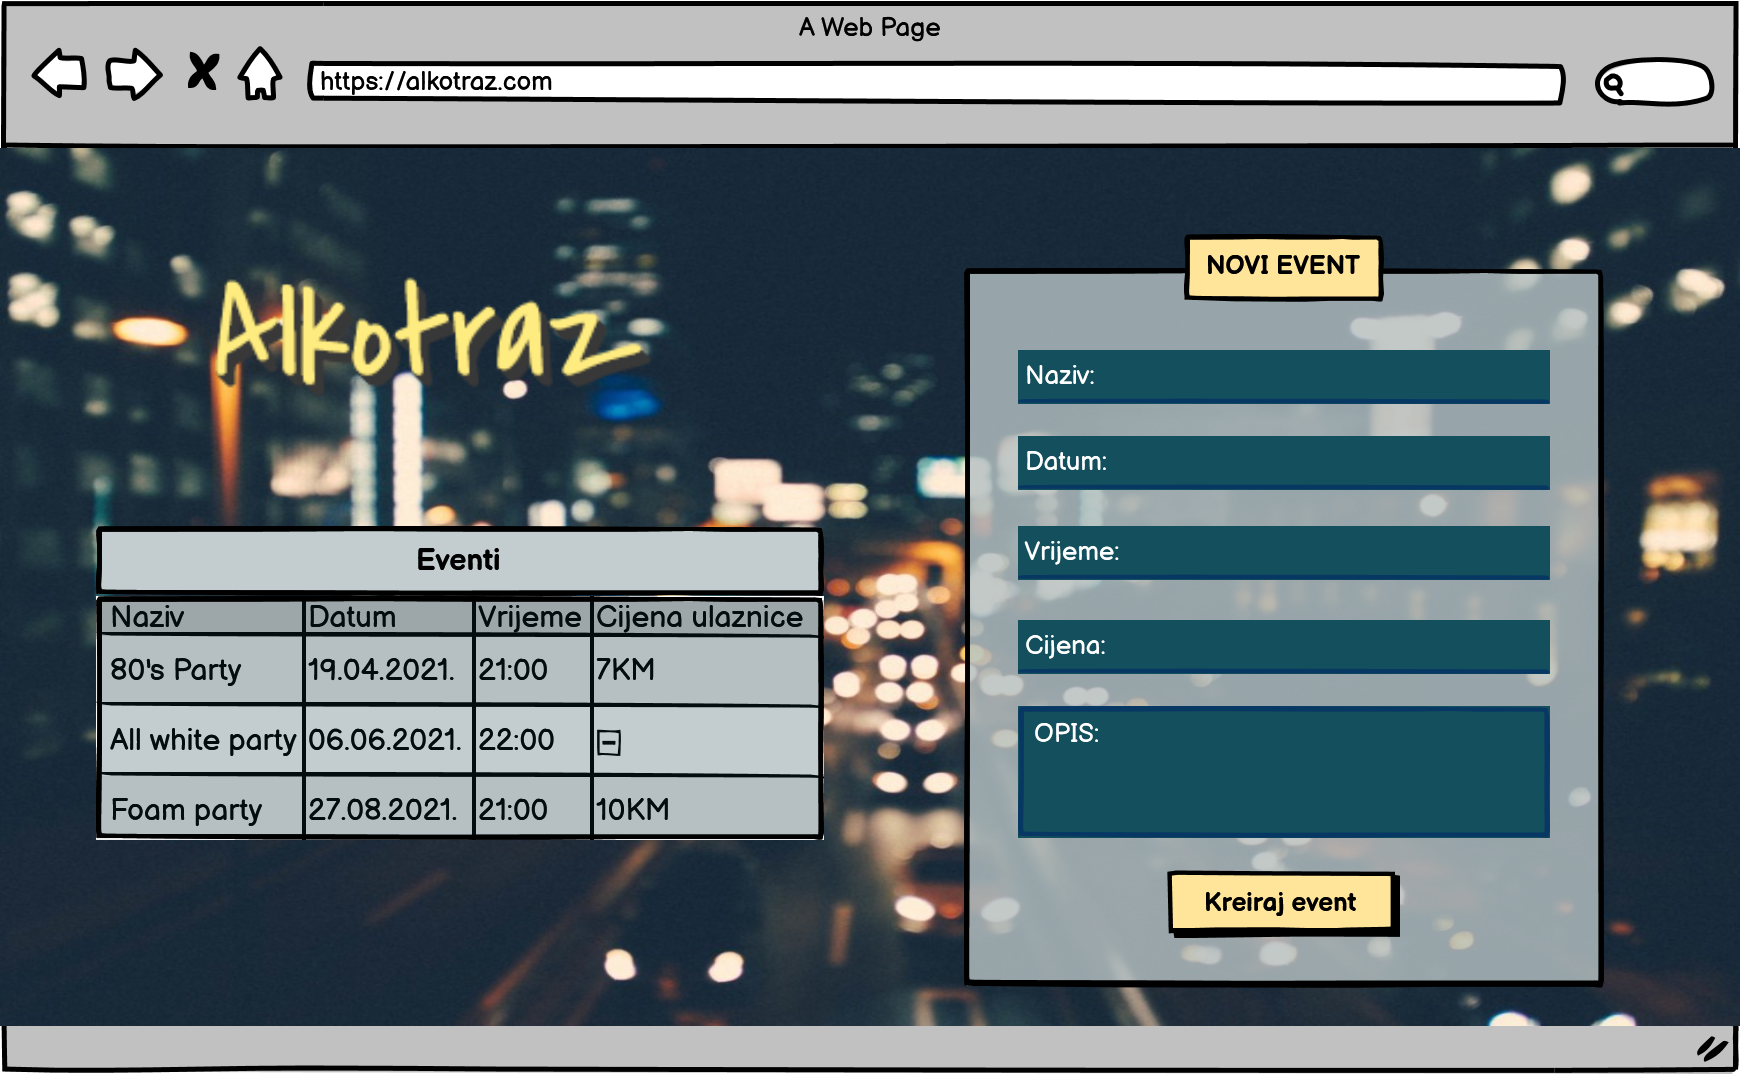 A Web Page
https://alkotraz.com
Alkotraz
Eventi
Naziv Datum Vrijeme Cijena ulaznice
80's Party 19.04.2021. 21:00 7KM
All white party 06.06.2021. 22:00 -
Foam party 27.08.2021. 21:00 10KM
NOVI EVENT
Naziv:
Datum:
Vrijeme:
Cijena:
OPIS:
Kreiraj event